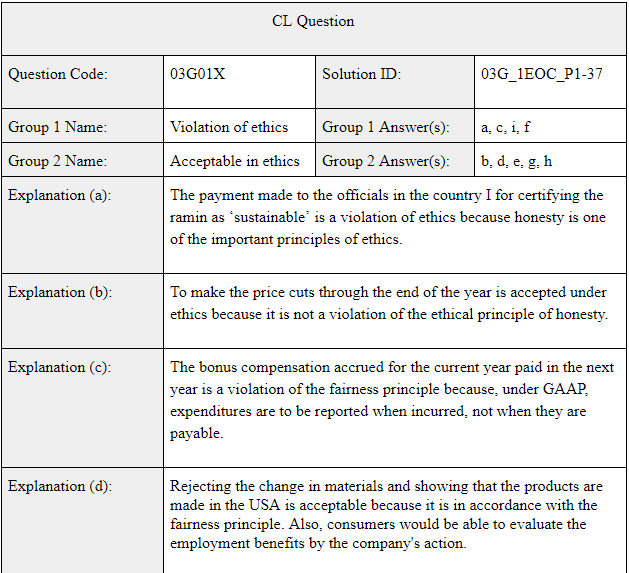 CL Question
Question Code: 03G01X Solution ID: 03G_1EOC_P1-37
Group 1 Name: Violation of ethics Group 1 Answer(s): a, c, i, f
Group 2 Name: Acceptable in ethics Group 2 Answer(s): b, d, e, g, h
Explanation (a): The payment made to the officials in the country I for certifying the
ramin as ‘sustainable’ is a violation of ethics because honesty is one
of the important principles of ethics.
Explanation (b): To make the price cuts through the end of the year is accepted under
ethics because it is not a violation of the ethical principle of honesty.
Explanation (c): The bonus compensation accrued for the current year paid in the next
year is a violation of the fairness principle because, under GAAP,
expenditures are to be reported when incurred, not when they are
payable.
Explanation (d): Rejecting the change in materials and showing that the products are
made in the USA is acceptable because it is in accordance with the
fairness principle. Also, consumers would be able to evaluate the
employment benefits by the company's action.